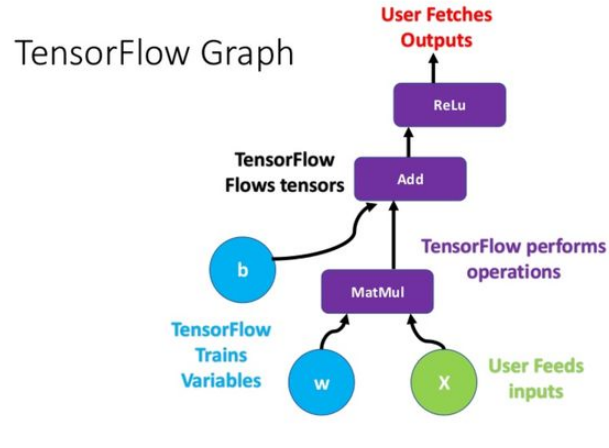 User Fetches
Outputs
TensorFlow Graph
ReLu
TensorFlow
Flows tensors
Add
TensorFlow performs
operations
b
MatMul
TensorFlow
Trains
Variables
w
X
User Feeds
inputs